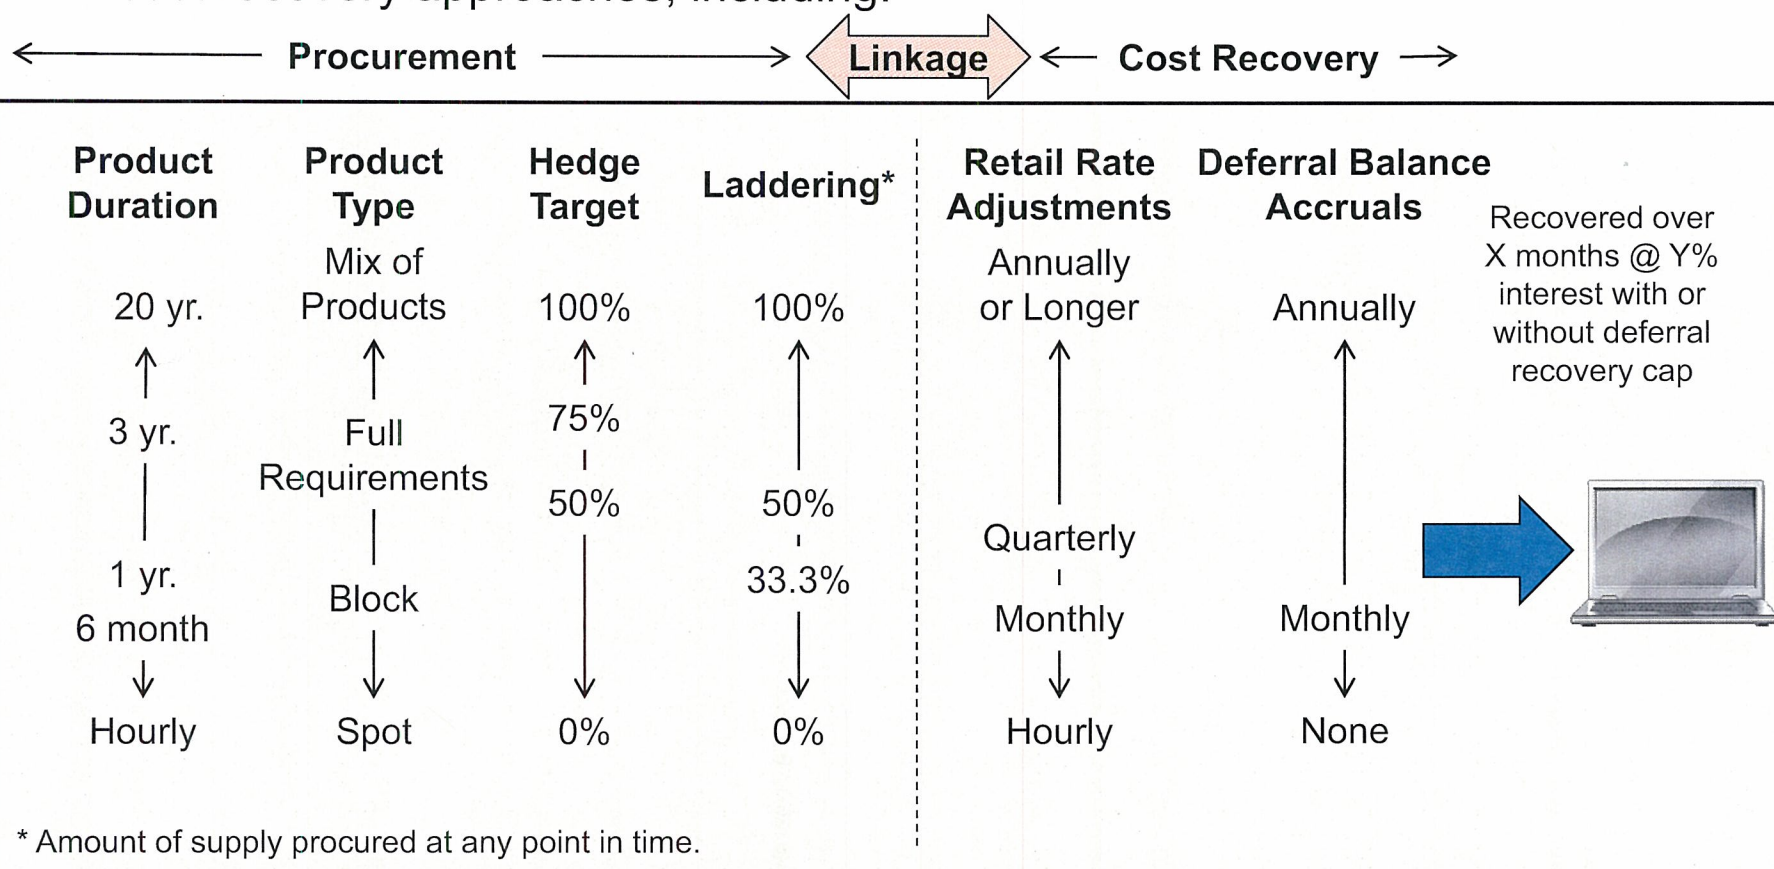 recovery approaches, including:
Procurement
Linkage
Cost Recovery
Product
Duration
20 yr.
3 yr.
1 yr.
6 month
Hourly
Product
Type
Mix of
Products
Full
Requirements
Block
Spot
Hedge
Target
100%
75%
50%
0%
Laddering*
100%
50%
33.3%
0%
Retail Rate
Adjustments
Annually
or Longer
Quarterly
Monthly
Hourly
Deferral Balance
Accruals
Annually
Monthly
None
Recovered over
X months @ Y%
interest with or
without deferral
recovery cap
* Amount of supply procured at any point in time.